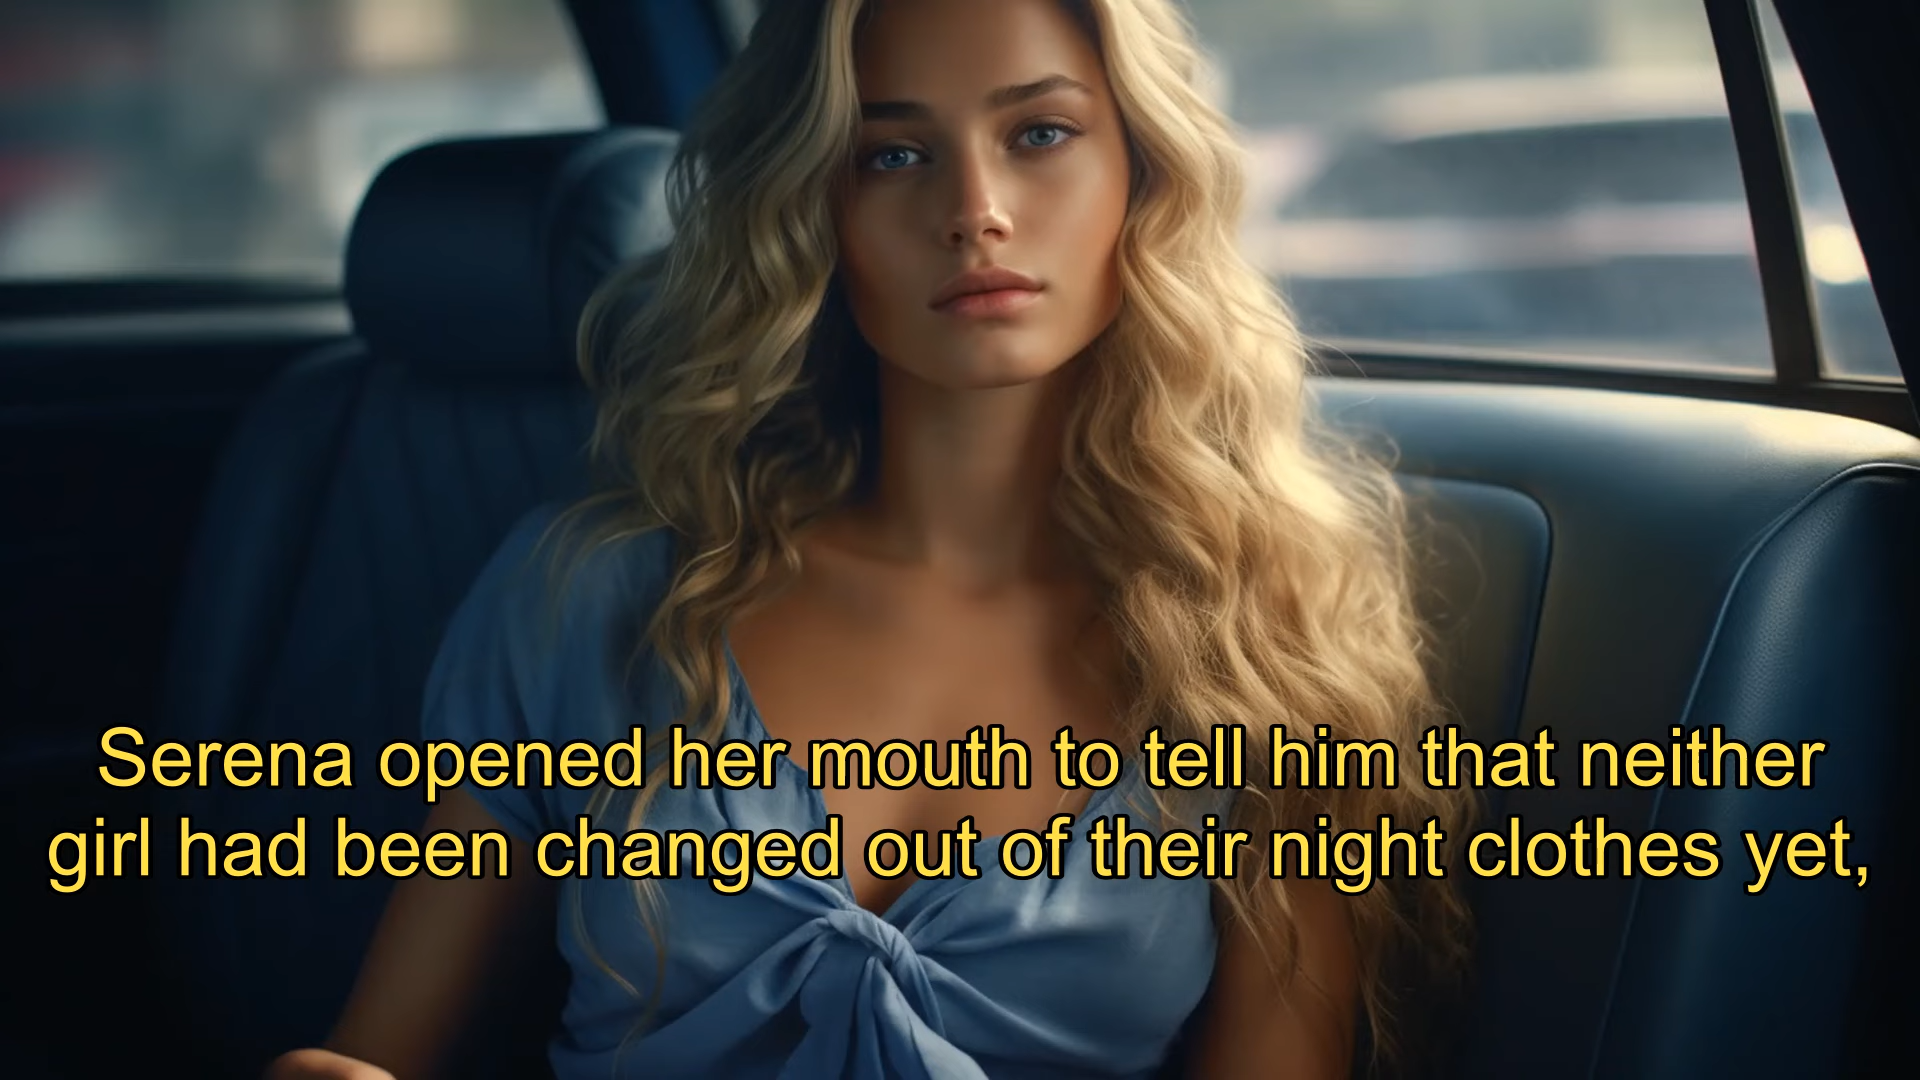 Serena opened her mouth to tell him that neither
girl had been changed out of their night clothes yet,